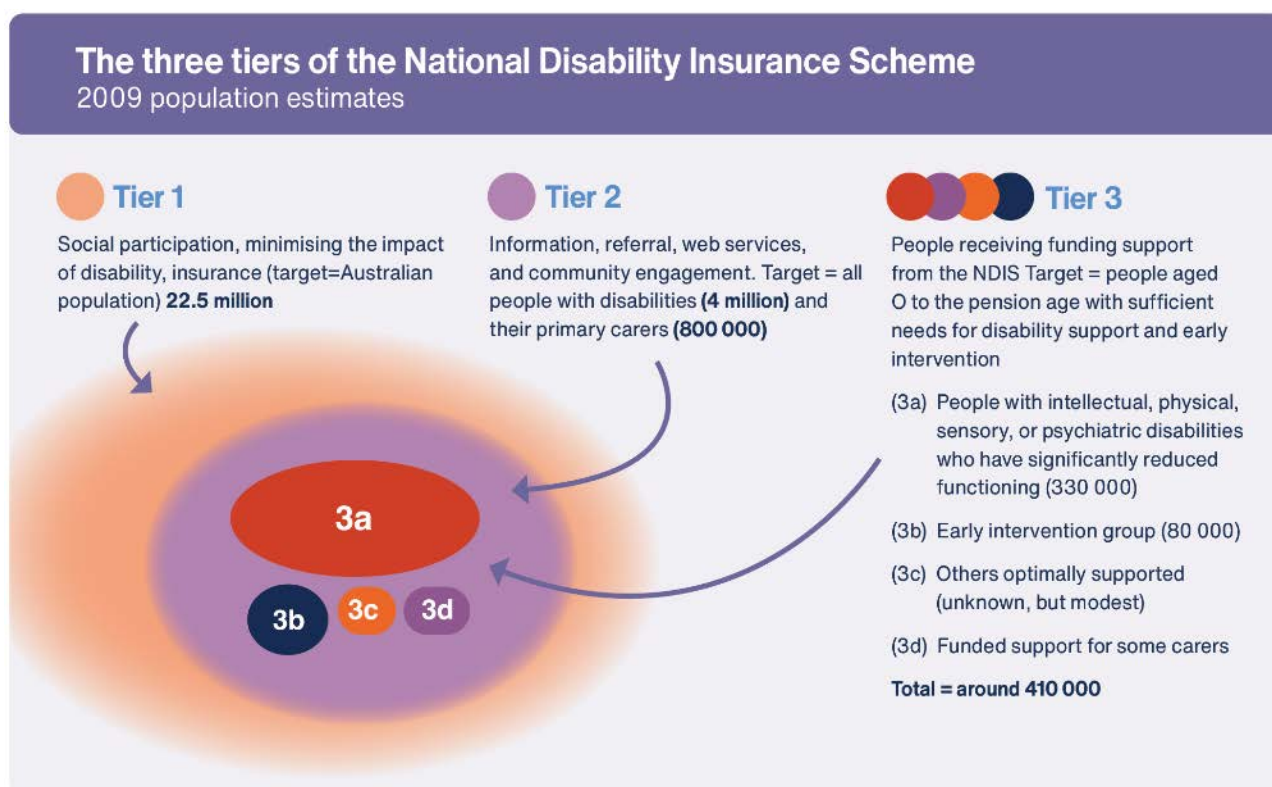 The three tiers of the National Disability Insurance Scheme
2009 population estimates
Tier 1
Social participation, minimising the impact
of disability, insurance (target=Australian
population) 22.5 million
Tier 2
Information, referral, web services,
and community engagement. Target = all
people with disabilities (4 million) and
their primary carers (800 000)
Tier 3
People receiving funding support
from the NDIS Target = people aged
O to the pension age with sufficient
needs for disability support and early
intervention
(3a) People with intellectual, physical,
sensory, or psychiatric disabilities
who have significantly reduced
functioning (330 000)
(3b) Early intervention group (80 000)
(3c) Others optimally supported
(unknown, but modest)
(3d) Funded support for some carers
Total = around 410 000
3a
3b
3c
3d